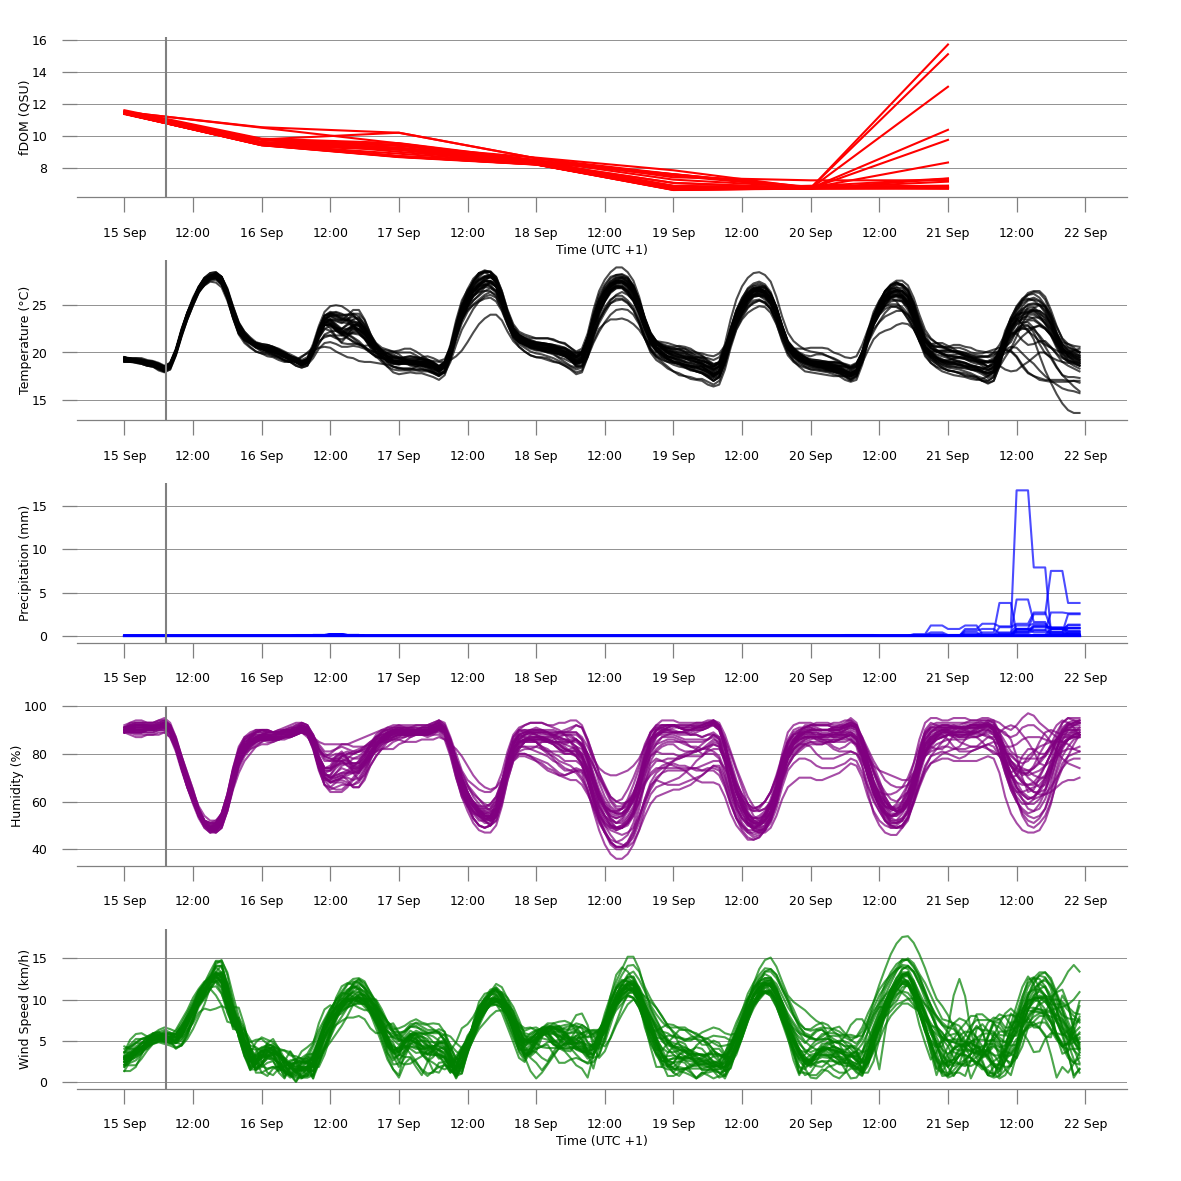 16
14
12
10
8
fDOM (QSU)
15 Sep 12:00 16 Sep 12:00 17 Sep 12:00 18 Sep 12:00 19 Sep 12:00 20 Sep 12:00 21 Sep 12:00 22 Sep
Time (UTC +1)
25
20
15
Temperature (°C)
15 Sep 12:00 16 Sep 12:00 17 Sep 12:00 18 Sep 12:00 19 Sep 12:00 20 Sep 12:00 21 Sep 12:00 22 Sep
15
10
5
0
Precipitation (mm)
15 Sep 12:00 16 Sep 12:00 17 Sep 12:00 18 Sep 12:00 19 Sep 12:00 20 Sep 12:00 21 Sep 12:00 22 Sep
100
80
60
40
Humidity (%)
15 Sep 12:00 16 Sep 12:00 17 Sep 12:00 18 Sep 12:00 19 Sep 12:00 20 Sep 12:00 21 Sep 12:00 22 Sep
15
10
5
0
Wind Speed (km/h)
15 Sep 12:00 16 Sep 12:00 17 Sep 12:00 18 Sep 12:00 19 Sep 12:00 20 Sep 12:00 21 Sep 12:00 22 Sep
Time (UTC +1)